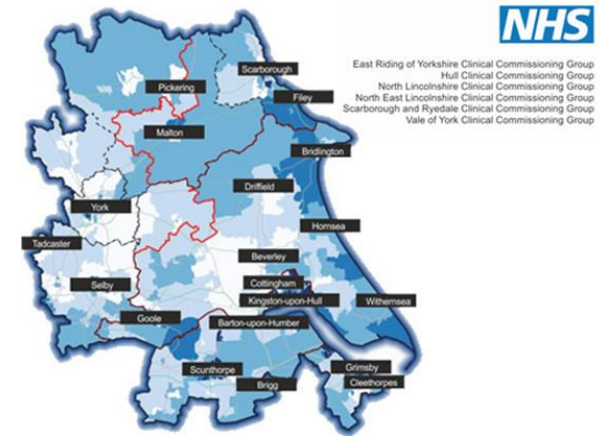 NHS
East Riding of Yorkshire Clinical Commissioning Group
Hull Clinical Commissioning Group
North Lincolnshire Clinical Commissioning Group
North East Lincolnshire Clinical Commissioning Group
Scarborough and Ryedale Clinical Commissioning Group
Vale of York Clinical Commissioning Group
Scarborough
Pickering
Filey
Malton
Bridlington
Driffield
York
Hornsea
Tadcaster
Beverley
Cottingham
Selby
Kingston-upon-Hull
Withernsea
Goole
Barton-upon-Humber
Scunthorpe
Grimsby
Brigg
Cleethorpes